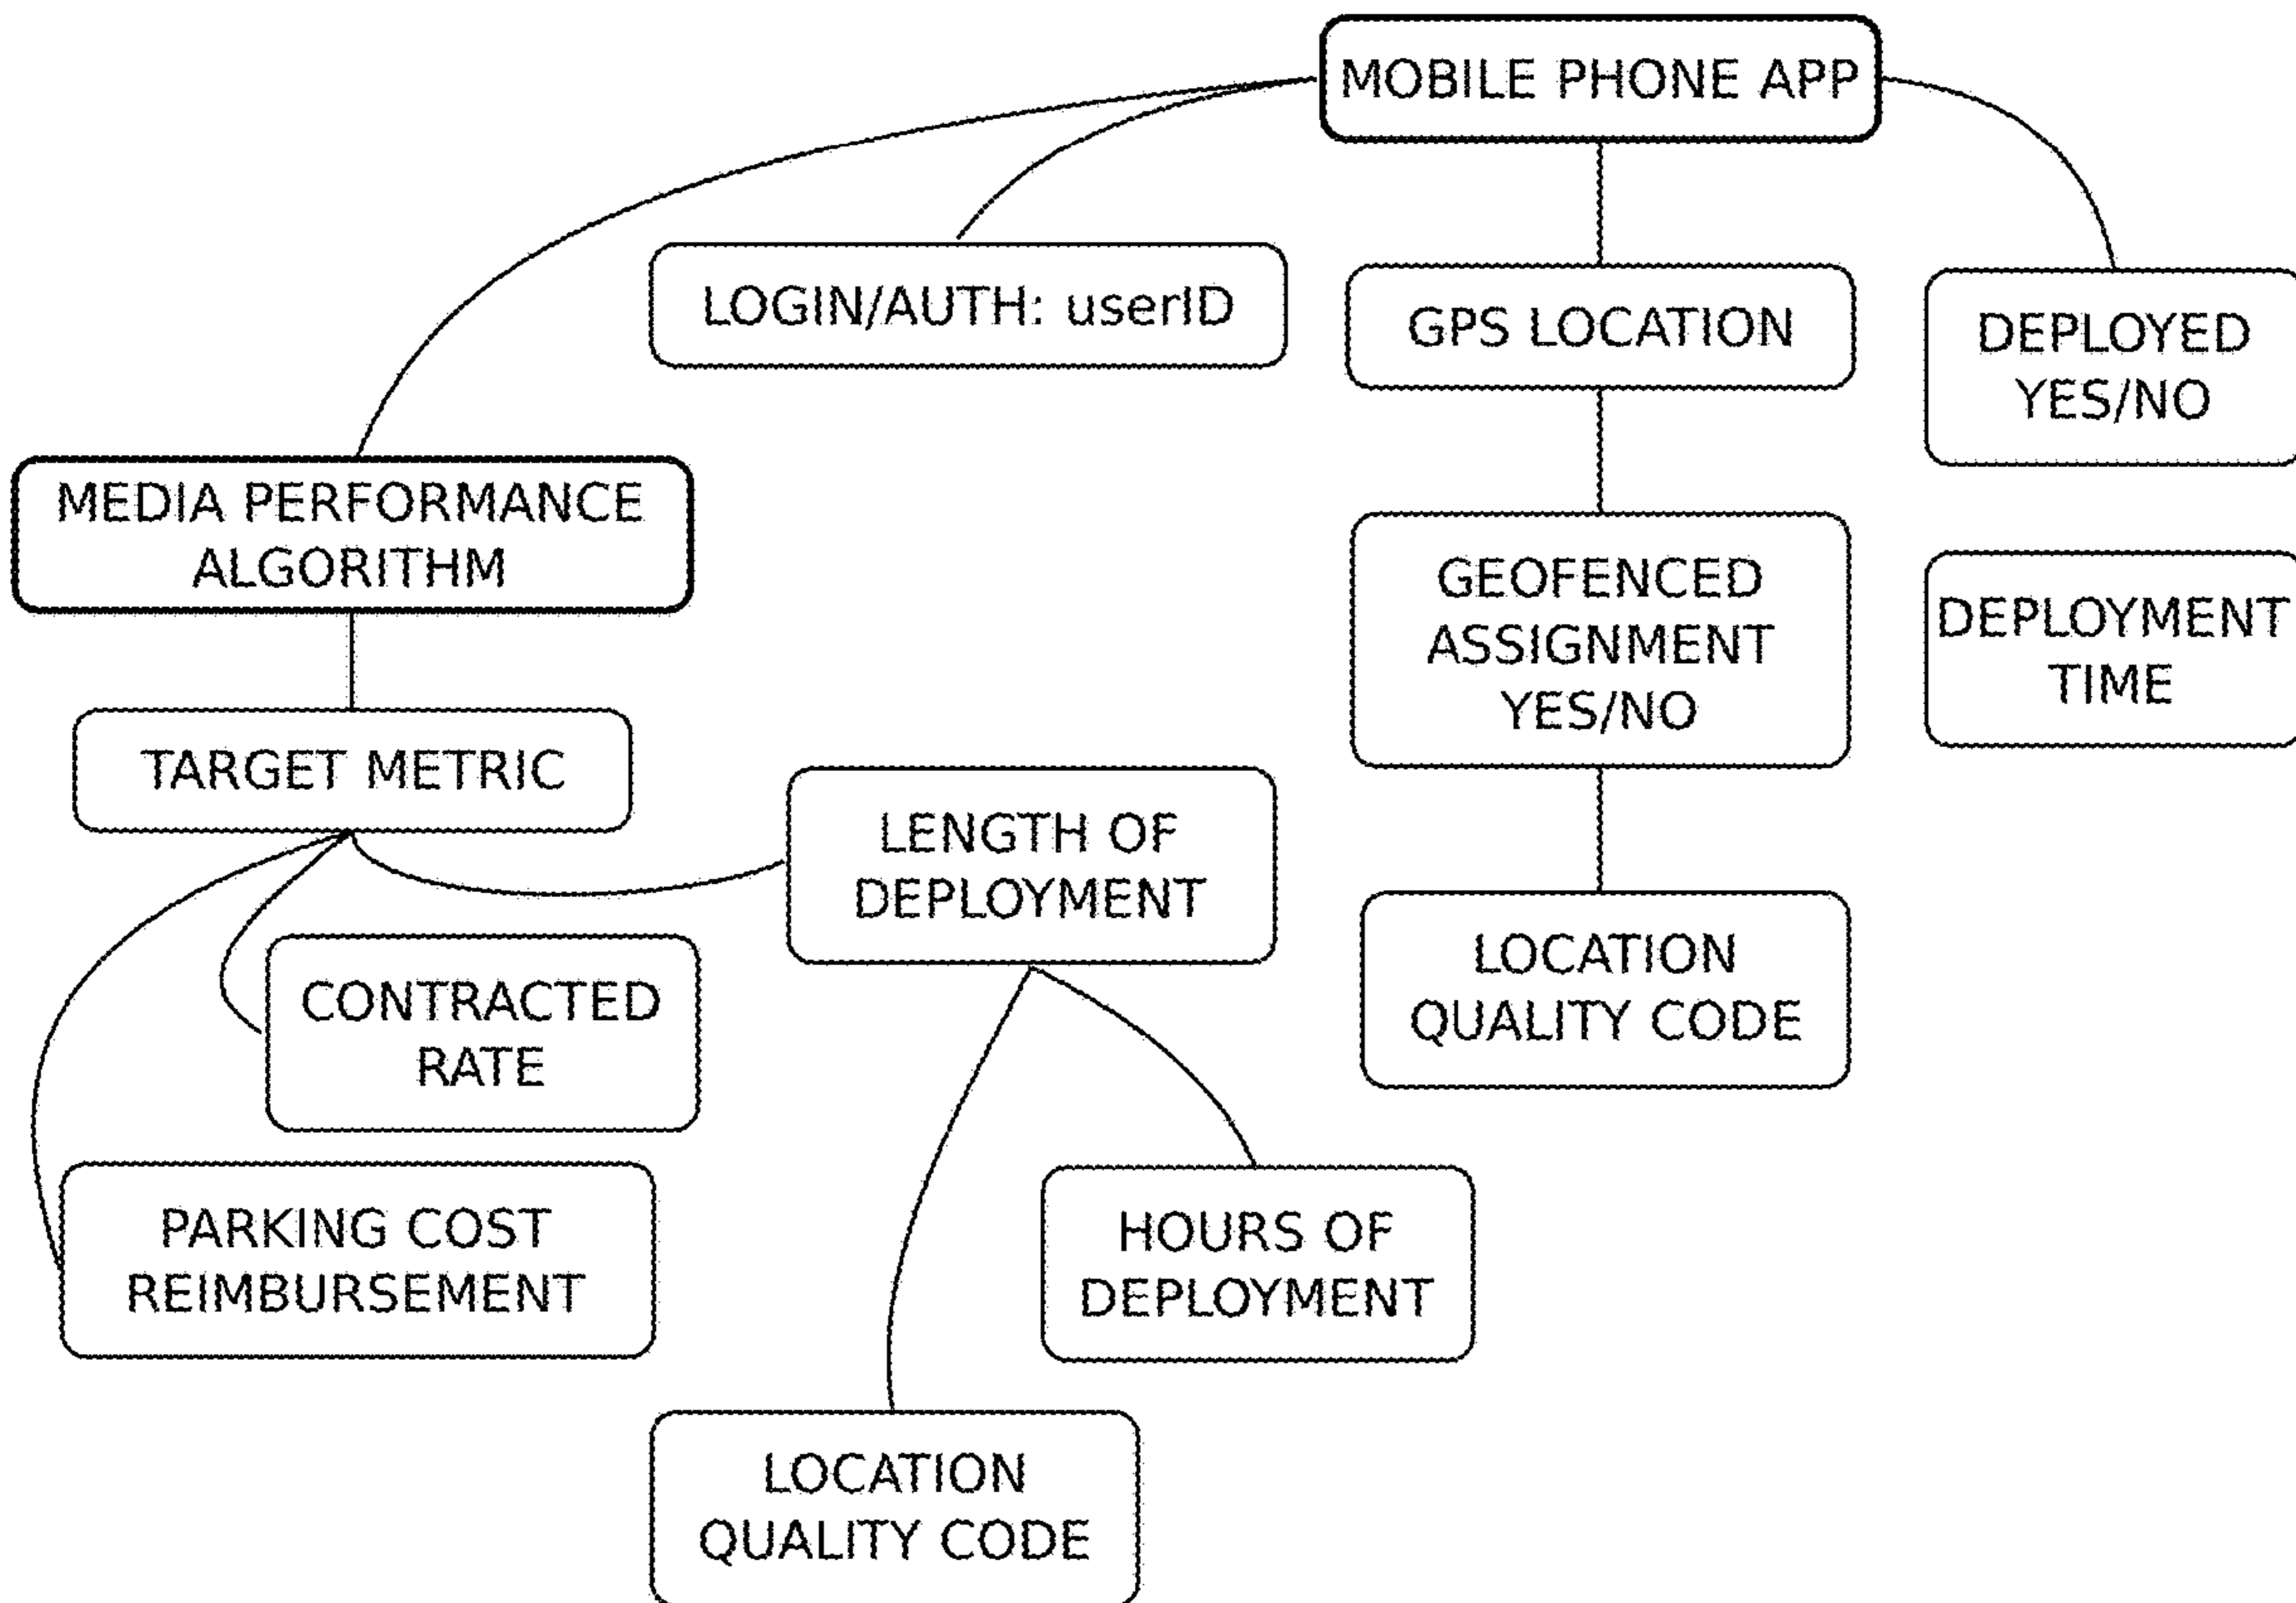 MOBILE PHONE APP
LOGIN/AUTH: userID
GPS LOCATION
DEPLOYED
YES/NO
MEDIA PERFORMANCE
ALGORITHM
GEOFENCED
ASSIGNMENT
YES/NO
DEPLOYMENT
TIME
TARGET METRIC
LENGTH OF
DEPLOYMENT
LOCATION
QUALITY CODE
CONTRACTED
RATE
PARKING COST
REIMBURSEMENT
HOURS OF
DEPLOYMENT
LOCATION
QUALITY CODE